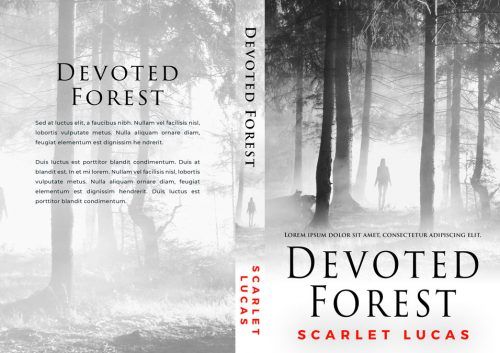 DEVOTED
FOREST
Sed at luctus elit, a faucibus nibh. Nullam vel facilisis nisl,
lobortis vulputate metus. Nulla aliquam ornare diam,
feugiat elementum est dignissim he ndrerit.
Duis luctus est porttitor blandit condimentum. Duis at
blandit est. In et mi lorem. Nullam vel facilisis nisl, lobortis
vulputate metus. Nulla aliquam ornare diam, feugiat
elementum est dignissim hendrerit. Duis luctus est
porttitor blandit condimentum.
DEVOTED FOREST
SCARLET
LUCAS
LOREM IPSUM DOLOR SIT AMET, CONSECTETUR ADIPISCING ELIT.
DEVOTED
FOREST
SCARLET LUCAS